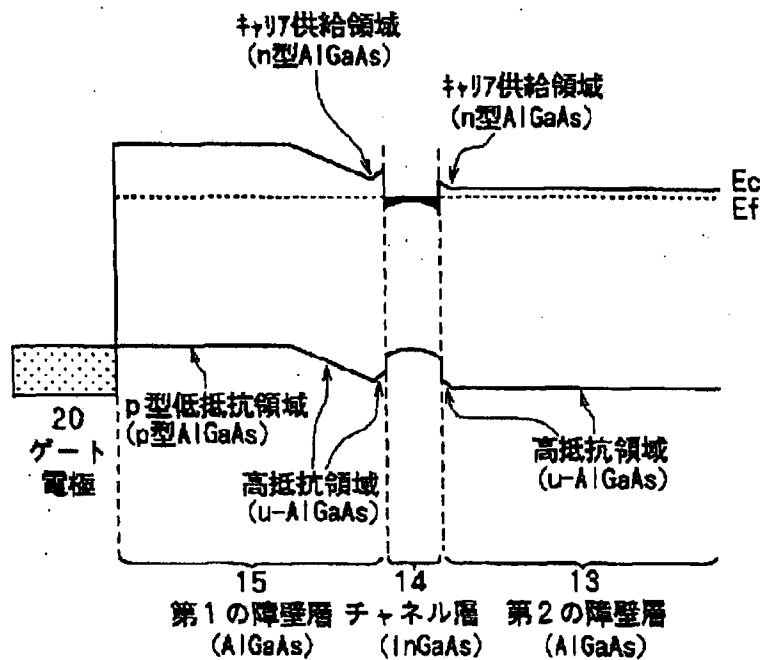 キャリア供給領域
(n型AlGaAs)
キャリア供給領域
(n型AlGaAs)
Ec
Ef
p型低抵抗領域
(p型AlGaAs)
20
ゲート
電極
高抵抗領域
(u-AlGaAs)
高抵抗領域
(u-AlGaAs)
15
14
13
第1の障壁層
チャネル層
第2の障壁層
(AlGaAs)
(InGaAs)
(AlGaAs)